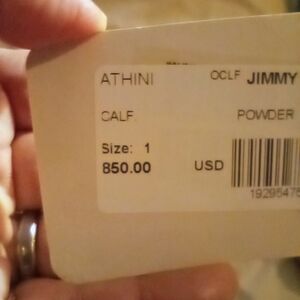 ATHINI OCLF JIMMY
CALF. POWDER
Size: 1
850.00 USD